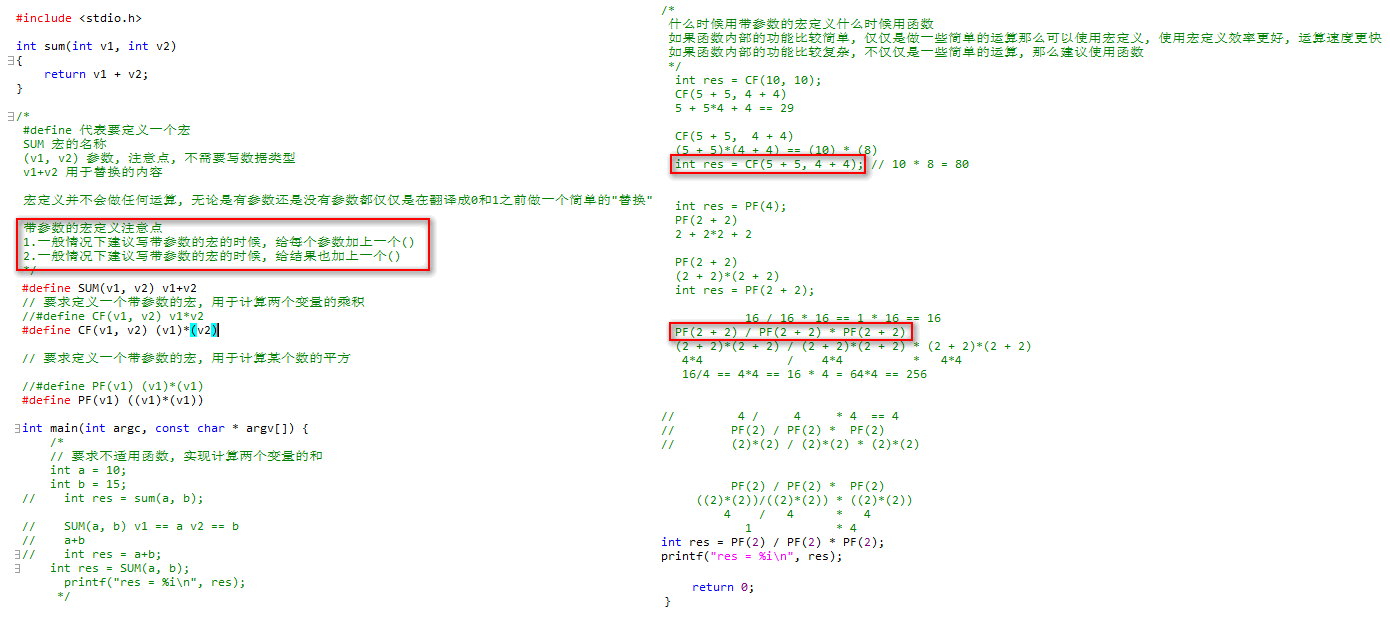 #include <stdio.h>
int sum(int v1, int v2)
{
return v1 + v2;
}
/*
#define 代表要定义一个宏
SUM 宏的名称
(v1, v2) 参数, 注意点, 不需要写数据类型
v1+v2 用于替换的内容
宏定义并不会做任何运算, 无论是有参数还是没有参数都仅仅是在翻译成0和1之前做一个简单的"替换"
带参数的宏定义注意点
1.一般情况下建议写带参数的宏的时候, 给每个参数加上一个()
2.一般情况下建议写带参数的宏的时候, 给结果也加上一个()
*/
#define SUM(v1, v2) v1+v2
// 要求定义一个带参数的宏, 用于计算两个变量的乘积
//#define CF(v1, v2) v1*v2
#define CF(v1, v2) (v1)*(v2)
// 要求定义一个带参数的宏, 用于计算某个数的平方
//#define PF(v1) (v1)*(v1)
#define PF(v1) ((v1)*(v1))
int main(int argc, const char * argv[]) {
/*
// 要求不适用函数, 实现计算两个变量的和
int a = 10;
int b = 15;
// int res = sum(a, b);
// SUM(a, b) v1 == a v2 == b
// a+b
// int res = a+b;
int res = SUM(a, b);
printf("res = %i\n", res);
*/
/*
什么时候用带参数的宏定义什么时候用函数
如果函数内部的功能比较简单, 仅仅是做一些简单的运算那么可以使用宏定义, 使用宏定义效率更好, 运算速度更快
如果函数内部的功能比较复杂, 不仅仅是一些简单的运算, 那么建议使用函数
*/
int res = CF(10, 10);
CF(5 + 5, 4 + 4)
5 + 5*4 + 4 == 29
CF(5 + 5, 4 + 4)
(5 + 5)*(4 + 4) == (10) * (8)
int res = CF(5 + 5, 4 + 4); // 10 * 8 = 80
int res = PF(4);
PF(2 + 2)
2 + 2*2 + 2
PF(2 + 2)
(2 + 2)*(2 + 2)
int res = PF(2 + 2);
16 / 16 * 16 == 1 * 16 == 16
PF(2 + 2) / PF(2 + 2) * PF(2 + 2)
(2 + 2)*(2 + 2) / (2 + 2)*(2 + 2) * (2 + 2)*(2 + 2)
4*4 / 4*4 * 4*4
16/4 == 4*4 == 16 * 4 = 64*4 == 256
// 4 / 4 * 4 == 4
// PF(2) / PF(2) * PF(2)
// (2)*(2) / (2)*(2) * (2)*(2)
PF(2) / PF(2) * PF(2)
((2)*(2))/((2)*(2)) * ((2)*(2))
4 / 4 * 4
1 * 4
int res = PF(2) / PF(2) * PF(2);
printf("res = %i\n", res);
return 0;
}